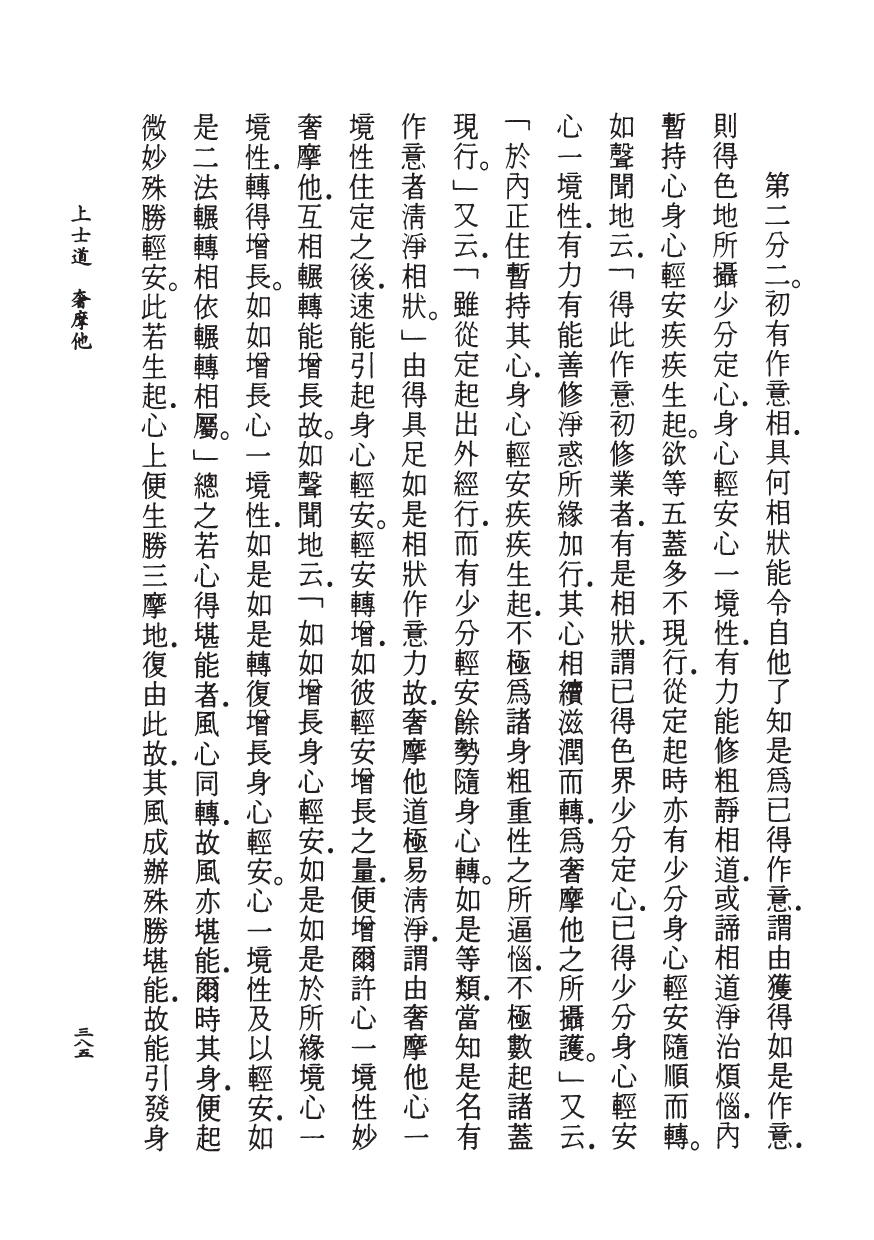 第二分二。初有作意相．具何相狀能令自他了知是爲已得作意．謂由獲得如是作意．
則得色地所攝少分定心．身心輕安心一境性．有力能修粗靜相道．或諦相道淨治煩惱．內
暫持心身心輕安疾疾生起。欲等五蓋多不現行．從定起時亦有少分身心輕安隨順而轉。
如聲聞地云．「得此作意初修業者．有是相狀．謂已得色界少分定心．已得少分身心輕安
心一境性．有力有能善修淨惑所緣加行．其心相續滋潤而轉．爲奢摩他之所攝護。」又云．
「於內正住暫持其心．身心輕安疾疾生起．不極爲諸身粗重性之所逼惱．不極數起諸蓋
現行。」又云．「雖從定起出外經行．而有少分輕安餘勢隨身心轉。如是等類．當知是名有
作意者淸淨相狀。」由得具足如是相狀作意力故．奢摩他道極易淸淨．謂由奢摩他心一
境性住定之後．速能引起身心輕安。輕安轉增．如彼輕安增長之量．便增爾許心一境性妙
奢摩他．互相輾轉能增長故。如聲聞地云．「如如增長身心輕安．如是如是於所緣境心一
境性．轉得增長。如如增長心一境性．如是如是轉復增長身心輕安。心一境性及以輕安．如
是二法輾轉相依輾轉相屬。」總之若心得堪能者．風心同轉．故風亦堪能．爾時其身．便起
微妙殊勝輕安。此若生起．心上便生勝三摩地．復由此故．其風成辦殊勝堪能．故能引發身
上士道　奢摩他
三八五